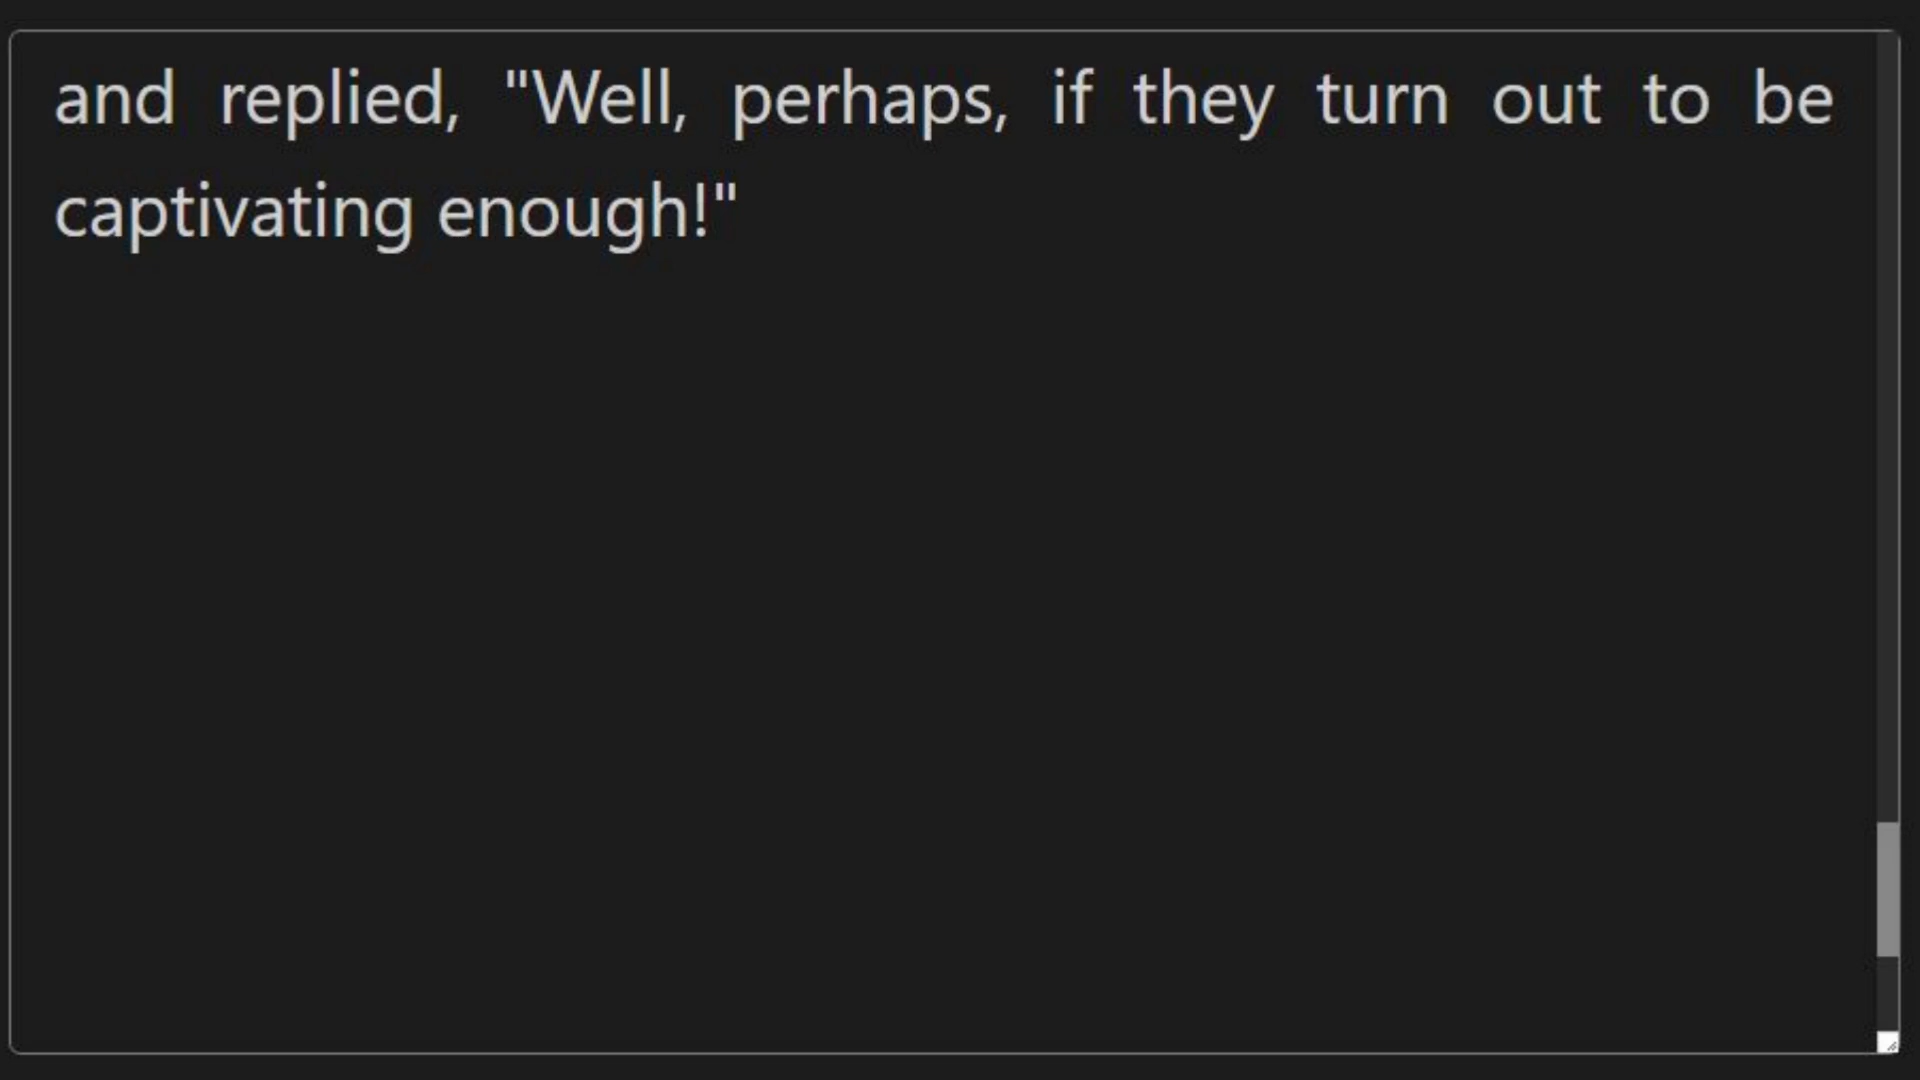 and replied, "Well, perhaps, if they turn out to be
captivating enough!"